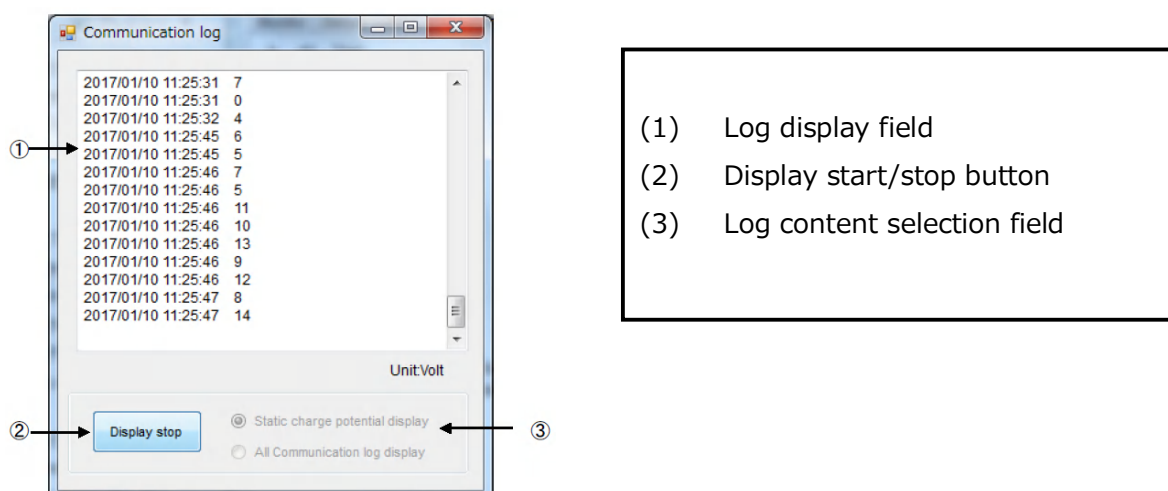 Communication log
2017/01/10 11:25:31 7
2017/01/10 11:25:31 0
2017/01/10 11:25:32 4
2017/01/10 11:25:45 6
2017/01/10 11:25:45 5
2017/01/10 11:25:46 7
2017/01/10 11:25:46 5
2017/01/10 11:25:46 11
2017/01/10 11:25:46 10
2017/01/10 11:25:46 13
2017/01/10 11:25:46 9
2017/01/10 11:25:46 12
2017/01/10 11:25:47 8
2017/01/10 11:25:47 14
①
Unit:Volt
②
Display stop
Static charge potential display
All Communication log display
③
(1) Log display field
(2) Display start/stop button
(3) Log content selection field